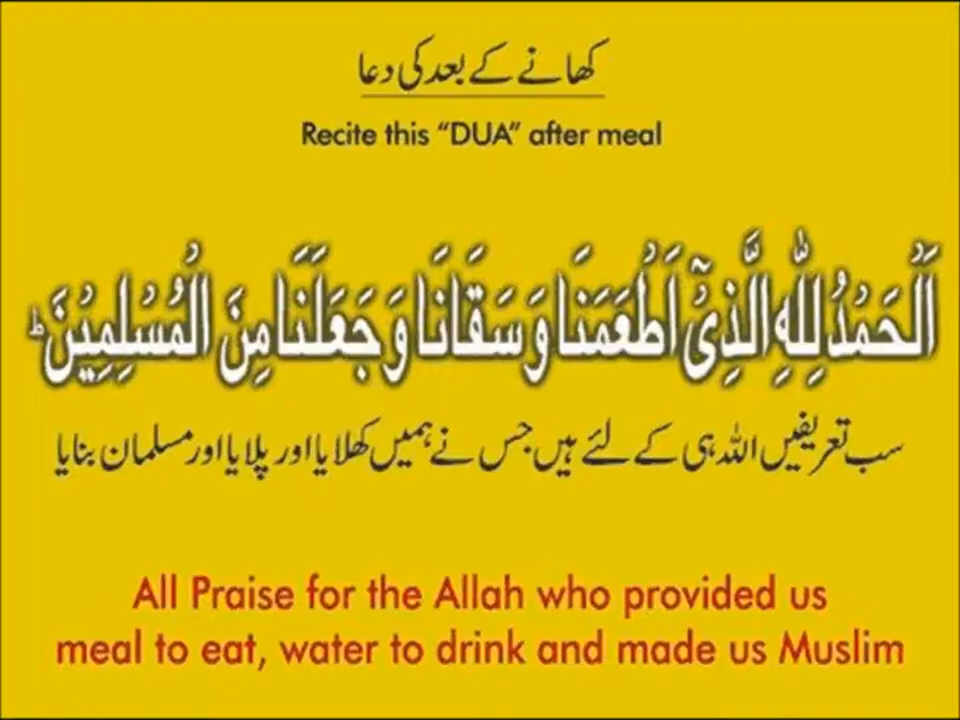 کھانے کے بعد کی دعا
Recite this “DUA” after meal
اَلْحَمْدُ لِلّٰهِ الَّذِیْۤ اَطْعَمَنَا وَ سَقَانَا وَ جَعَلَنَا مِنَ الْمُسْلِمِیْنَؕ
سب تعریفیں اللہ ہی کے لئے ہیں جس نے ہمیں کھلایا اور پلایا اور مسلمان بنایا
All Praise for the Allah who provided us
meal to eat, water to drink and made us Muslim